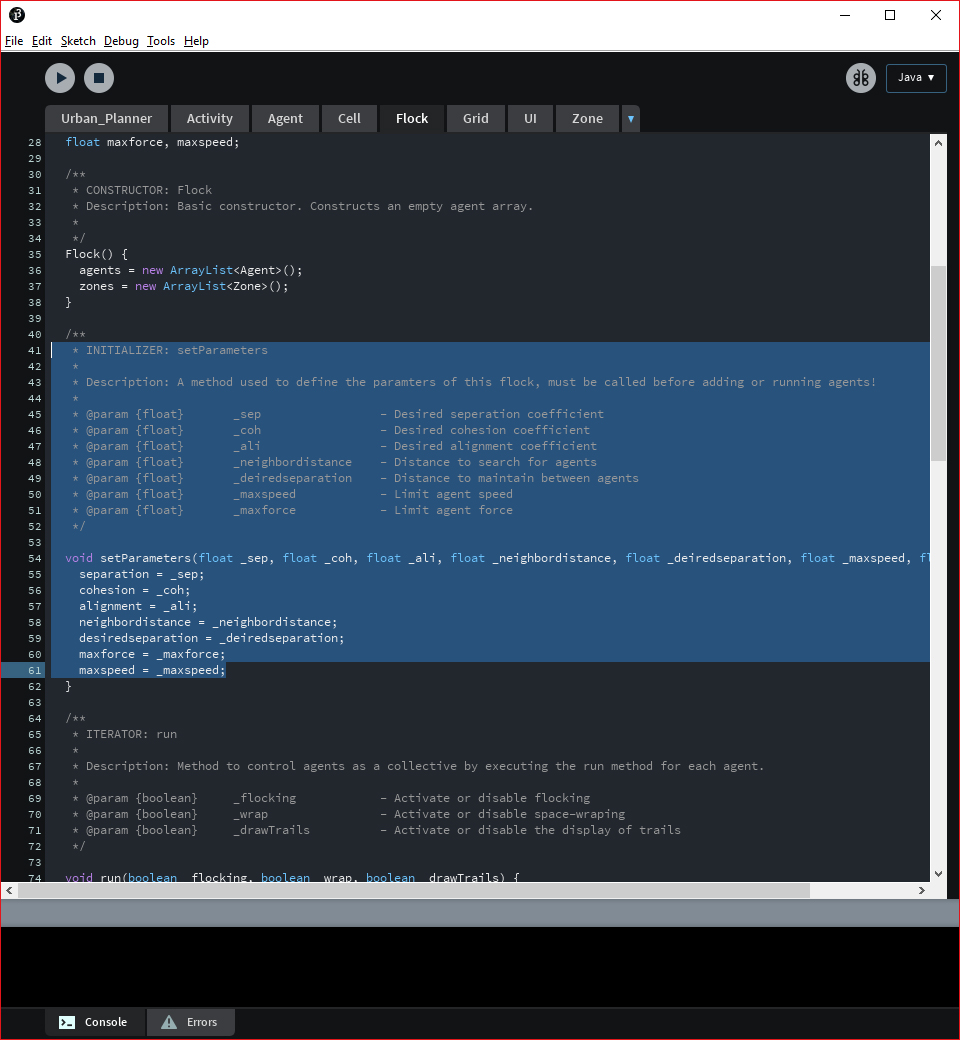 File Edit Sketch Debug Tools Help
Java ▼
Urban_Planner Activity Agent Cell Flock Grid UI Zone ▼
28 float maxforce, maxspeed;
29
30 /**
31 * CONSTRUCTOR: Flock
32 * Description: Basic constructor. Constructs an empty agent array.
33 *
34 */
35 Flock() {
36 agents = new ArrayList<Agent>();
37 zones = new ArrayList<Zone>();
38 }
39
40 /**
41 * INITIALIZER: setParameters
42 *
43 * Description: A method used to define the paramters of this flock, must be called before adding or running agents!
44 *
45 * @param {float} _sep - Desired seperation coefficient
46 * @param {float} _coh - Desired cohesion coefficient
47 * @param {float} _ali - Desired alignment coefficient
48 * @param {float} _neighbordistance - Distance to search for agents
49 * @param {float} _deiredseparation - Distance to maintain between agents
50 * @param {float} _maxspeed - Limit agent speed
51 * @param {float} _maxforce - Limit agent force
52 */
53
54 void setParameters(float _sep, float _coh, float _ali, float _neighbordistance, float _deiredseparation, float _maxspeed, fl
55 separation = _sep;
56 cohesion = _coh;
57 alignment = _ali;
58 neighbordistance = _neighbordistance;
59 desiredseparation = _deiredseparation;
60 maxforce = _maxforce;
61 maxspeed = _maxspeed;
62 }
63
64 /**
65 * ITERATOR: run
66 *
67 * Description: Method to control agents as a collective by executing the run method for each agent.
68 *
69 * @param {boolean} _flocking - Activate or disable flocking
70 * @param {boolean} _wrap - Activate or disable space-wraping
71 * @param {boolean} _drawTrails - Activate or disable the display of trails
72 */
73
74 void run(boolean _flocking, boolean _wrap, boolean _drawTrails) {
Console Errors